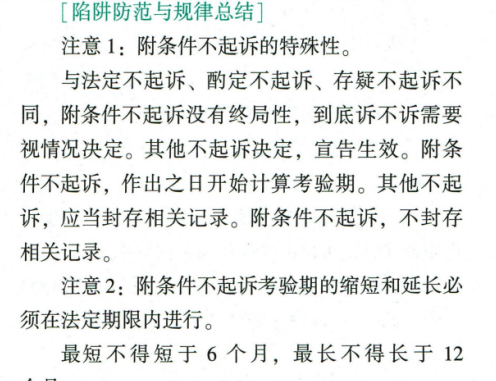 [陷阱防范与规律总结]
注意1：附条件不起诉的特殊性。
与法定不起诉、酌定不起诉、存疑不起诉不
同，附条件不起诉没有终局性，到底诉不诉需要
视情况决定。其他不起诉决定，宣告生效。附条
件不起诉，作出之日开始计算考验期。其他不起
诉，应当封存相关记录。附条件不起诉，不封存
相关记录。
注意2：附条件不起诉考验期的缩短和延长必
须在法定期限内进行。
最短不得短于 6 个月，最长不得长于 12